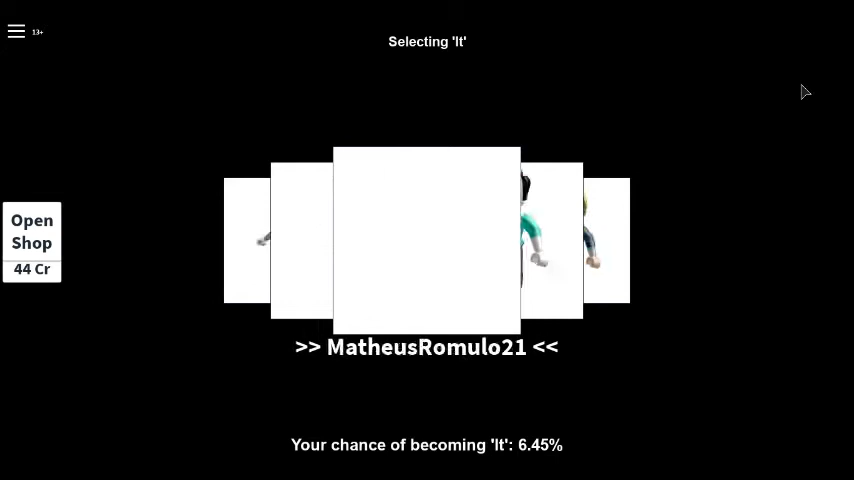 13+
Selecting 'It'
Open
Shop
44 Cr
>> MatheusRomulo21 <<
Your chance of becoming 'It': 6.45%